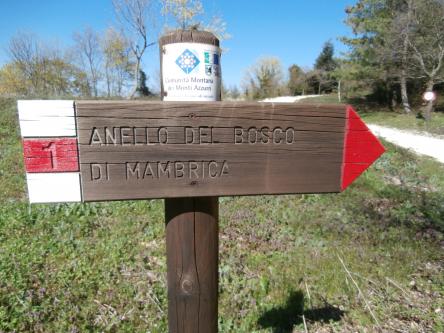 Comunità Montana
dei Monti Azzurri
1
ANELLO DEL BOSCO
DI MAMBRICA